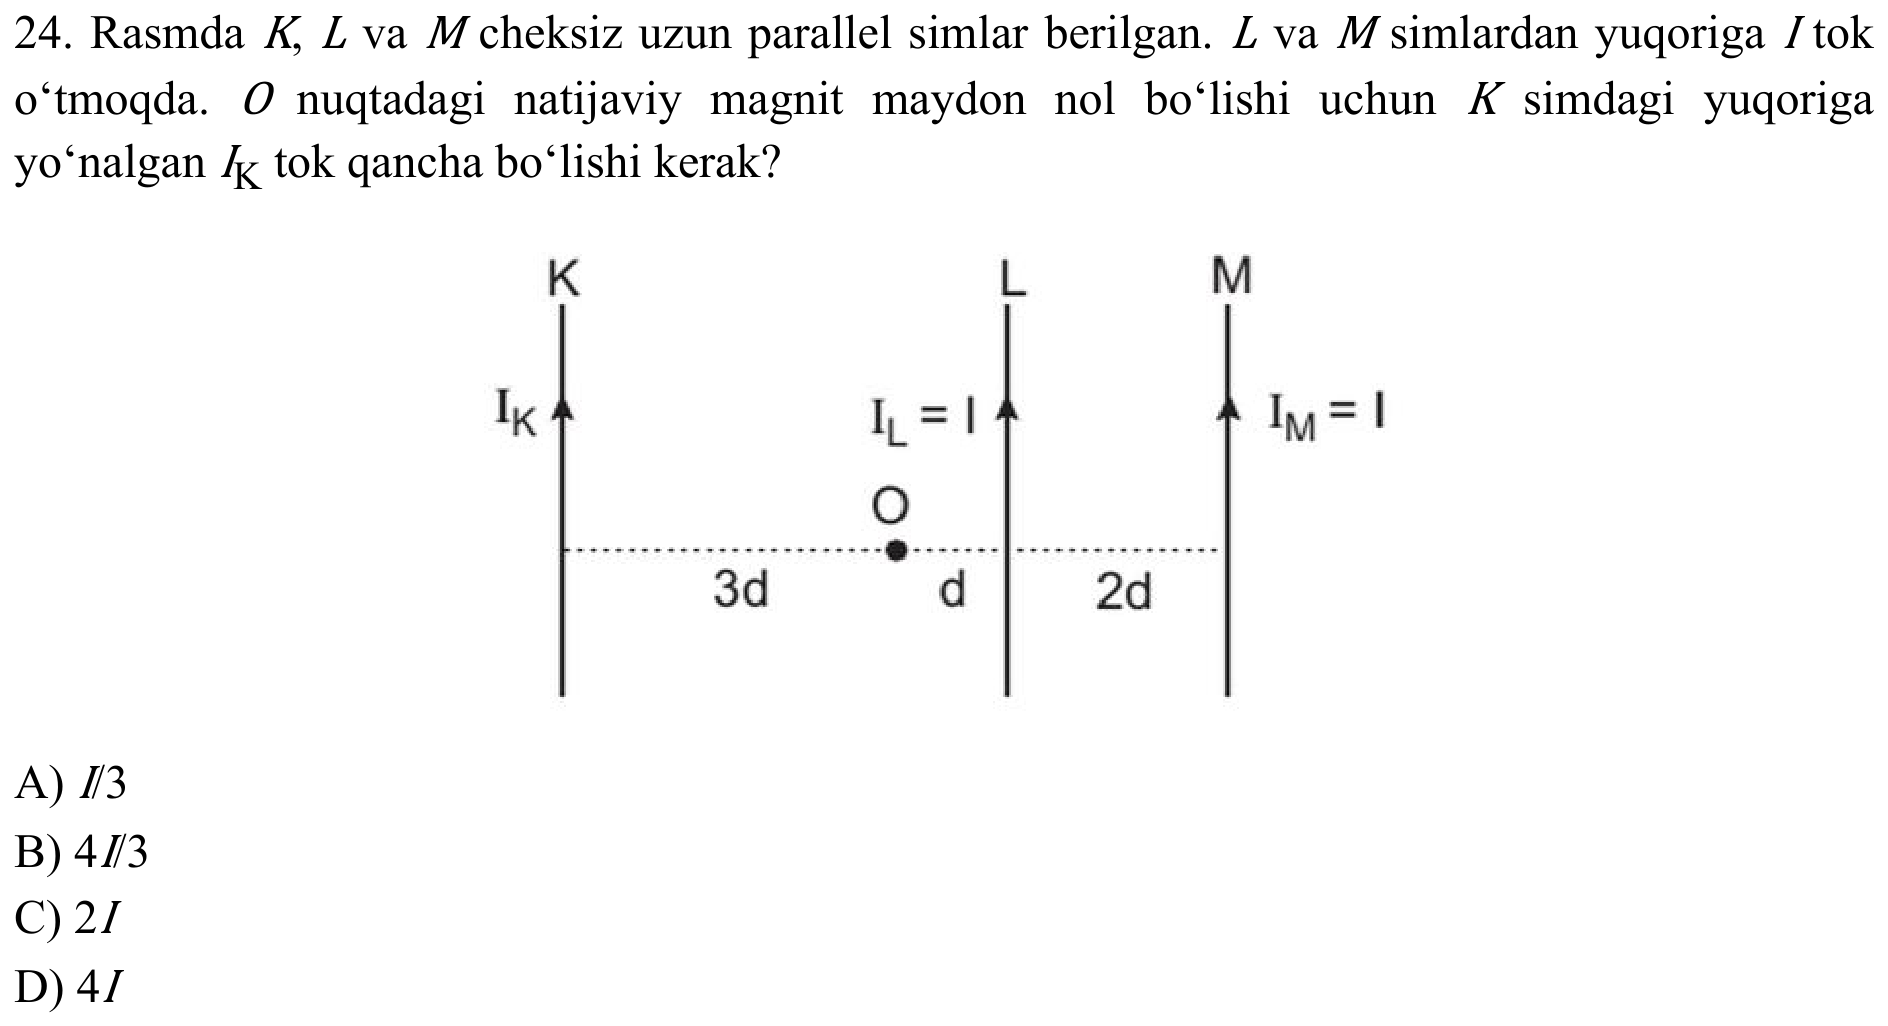 24. Rasmda K, L va M cheksiz uzun parallel simlar berilgan. L va M simlardan yuqoriga I tok
o‘tmoqda. O nuqtadagi natijaviy magnit maydon nol bo‘lishi uchun K simdagi yuqoriga
yo‘nalgan I_K tok qancha bo‘lishi kerak?
K L M
I_K I_L = I I_M = I
O
3d d 2d
A) I/3
B) 4I/3
C) 2I
D) 4I